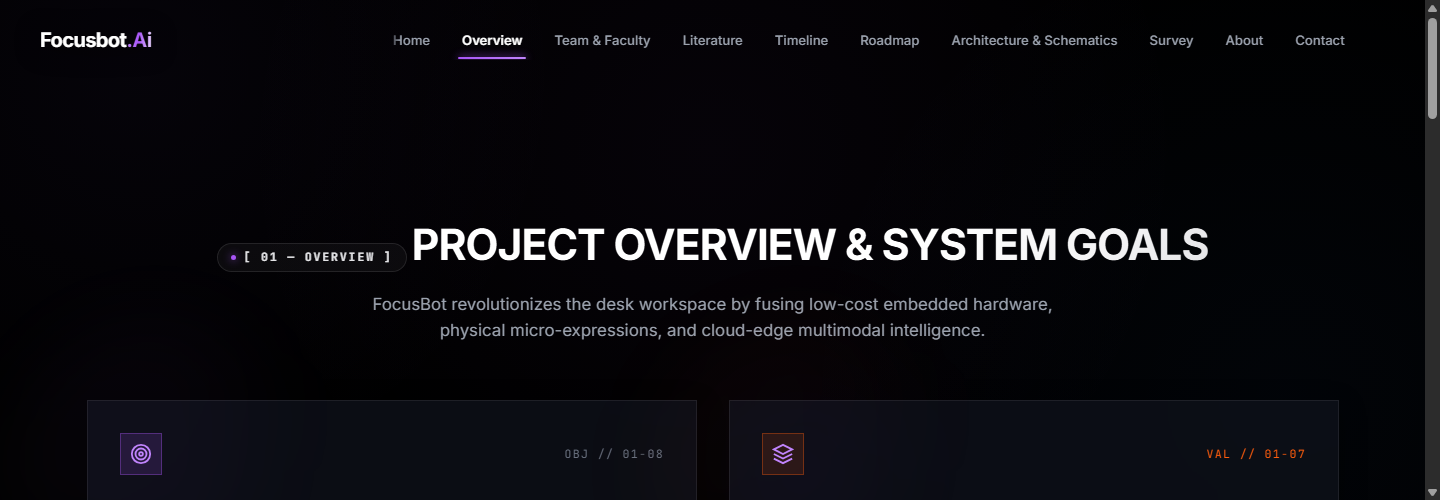 Focusbot.Ai
Home Overview Team & Faculty Literature Timeline Roadmap Architecture & Schematics Survey About Contact
[ 01 — OVERVIEW ] PROJECT OVERVIEW & SYSTEM GOALS
FocusBot revolutionizes the desk workspace by fusing low-cost embedded hardware,
physical micro-expressions, and cloud-edge multimodal intelligence.
OBJ // 01-08
VAL // 01-07